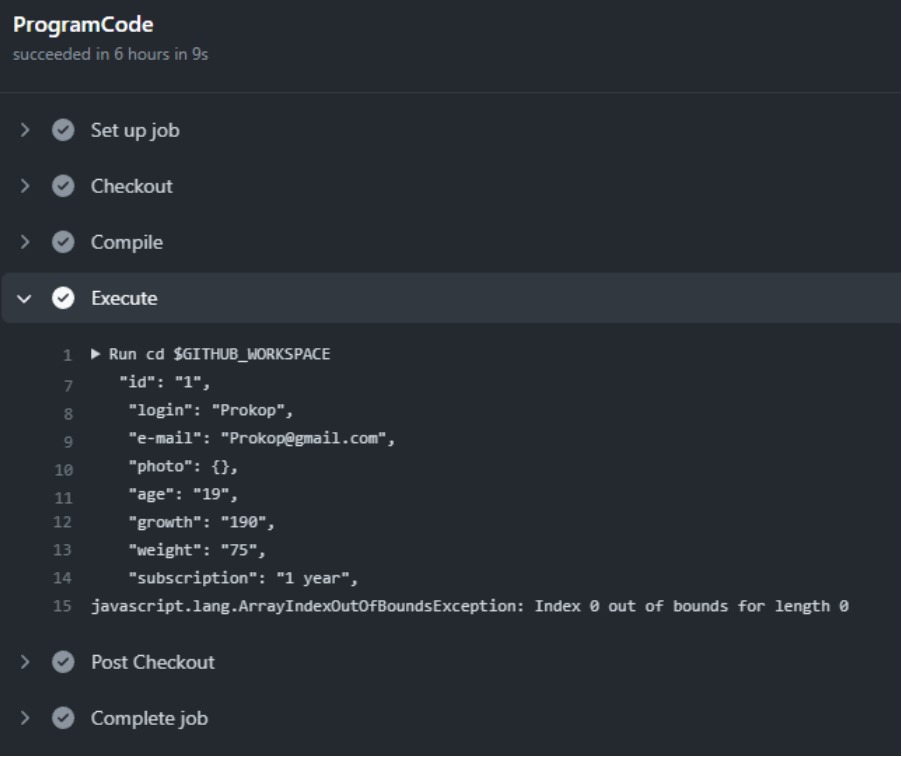 ProgramCode
succeeded in 6 hours in 9s
Set up job
Checkout
Compile
Execute
1 Run cd $GITHUB_WORKSPACE
7 "id": "1",
8 "login": "Prokop",
9 "e-mail": "Prokop@gmail.com",
10 "photo": {},
11 "age": "19",
12 "growth": "190",
13 "weight": "75",
14 "subscription": "1 year",
15 javascript.lang.ArrayIndexOutOfBoundsException: Index 0 out of bounds for length 0
Post Checkout
Complete job